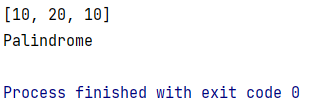 [10, 20, 10]
Palindrome
Process finished with exit code 0